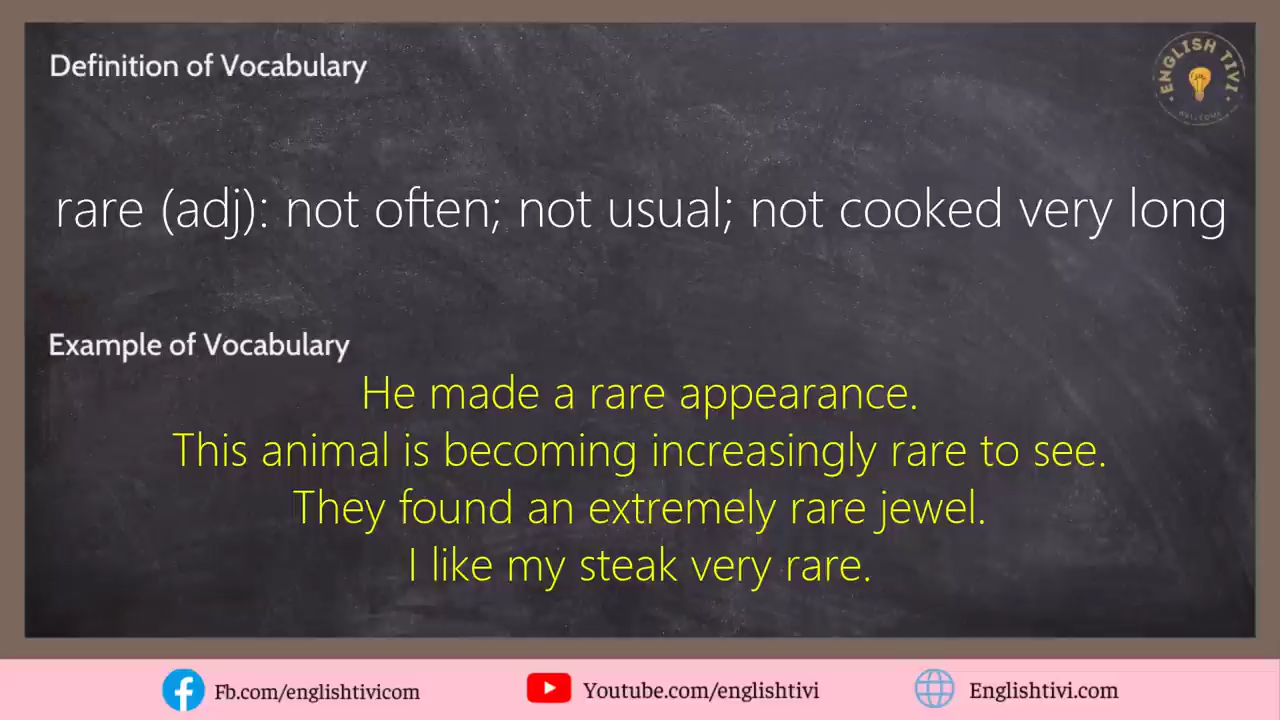 Definition of Vocabulary
ENGLISH TIVI
WELCOME
rare (adj): not often; not usual; not cooked very long
Example of Vocabulary
He made a rare appearance.
This animal is becoming increasingly rare to see.
They found an extremely rare jewel.
I like my steak very rare.
Fb.com/englishtivicom
Youtube.com/englishtivi
Englishtivi.com